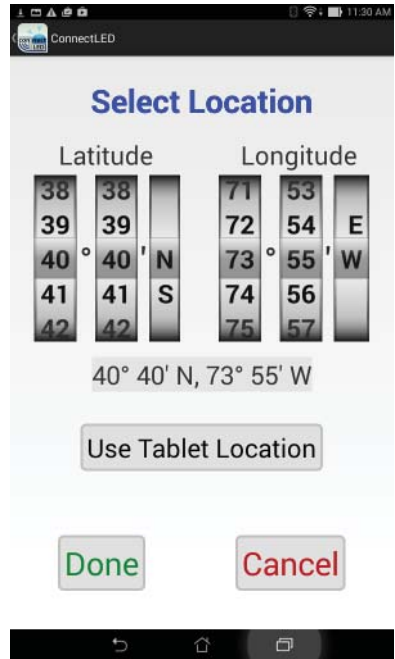 11:30 AM
ConnectLED
Select Location
Latitude Longitude
38 38 71 53
39 39 72 54 E
40 ° 40 ' N 73 ° 55 ' W
41 41 S 74 56
42 42 75 57
40° 40' N, 73° 55' W
Use Tablet Location
Done Cancel